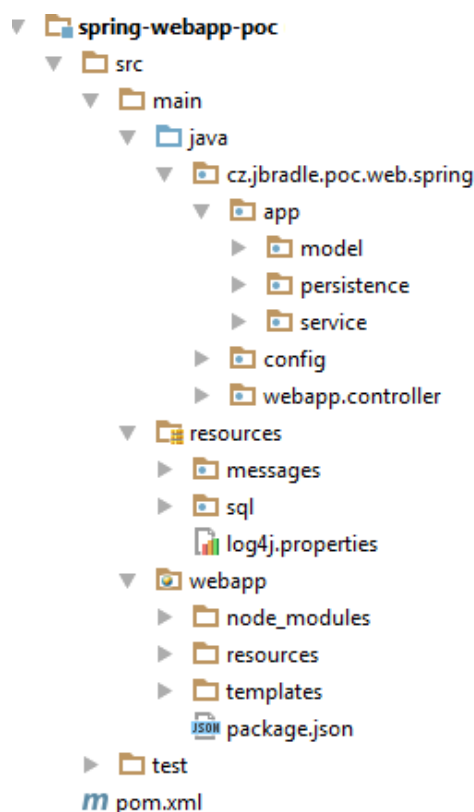 spring-webapp-poc
src
main
java
cz.jbradle.poc.web.spring
app
model
persistence
service
config
webapp.controller
resources
messages
sql
log4j.properties
webapp
node_modules
resources
templates
JSON package.json
test
m pom.xml